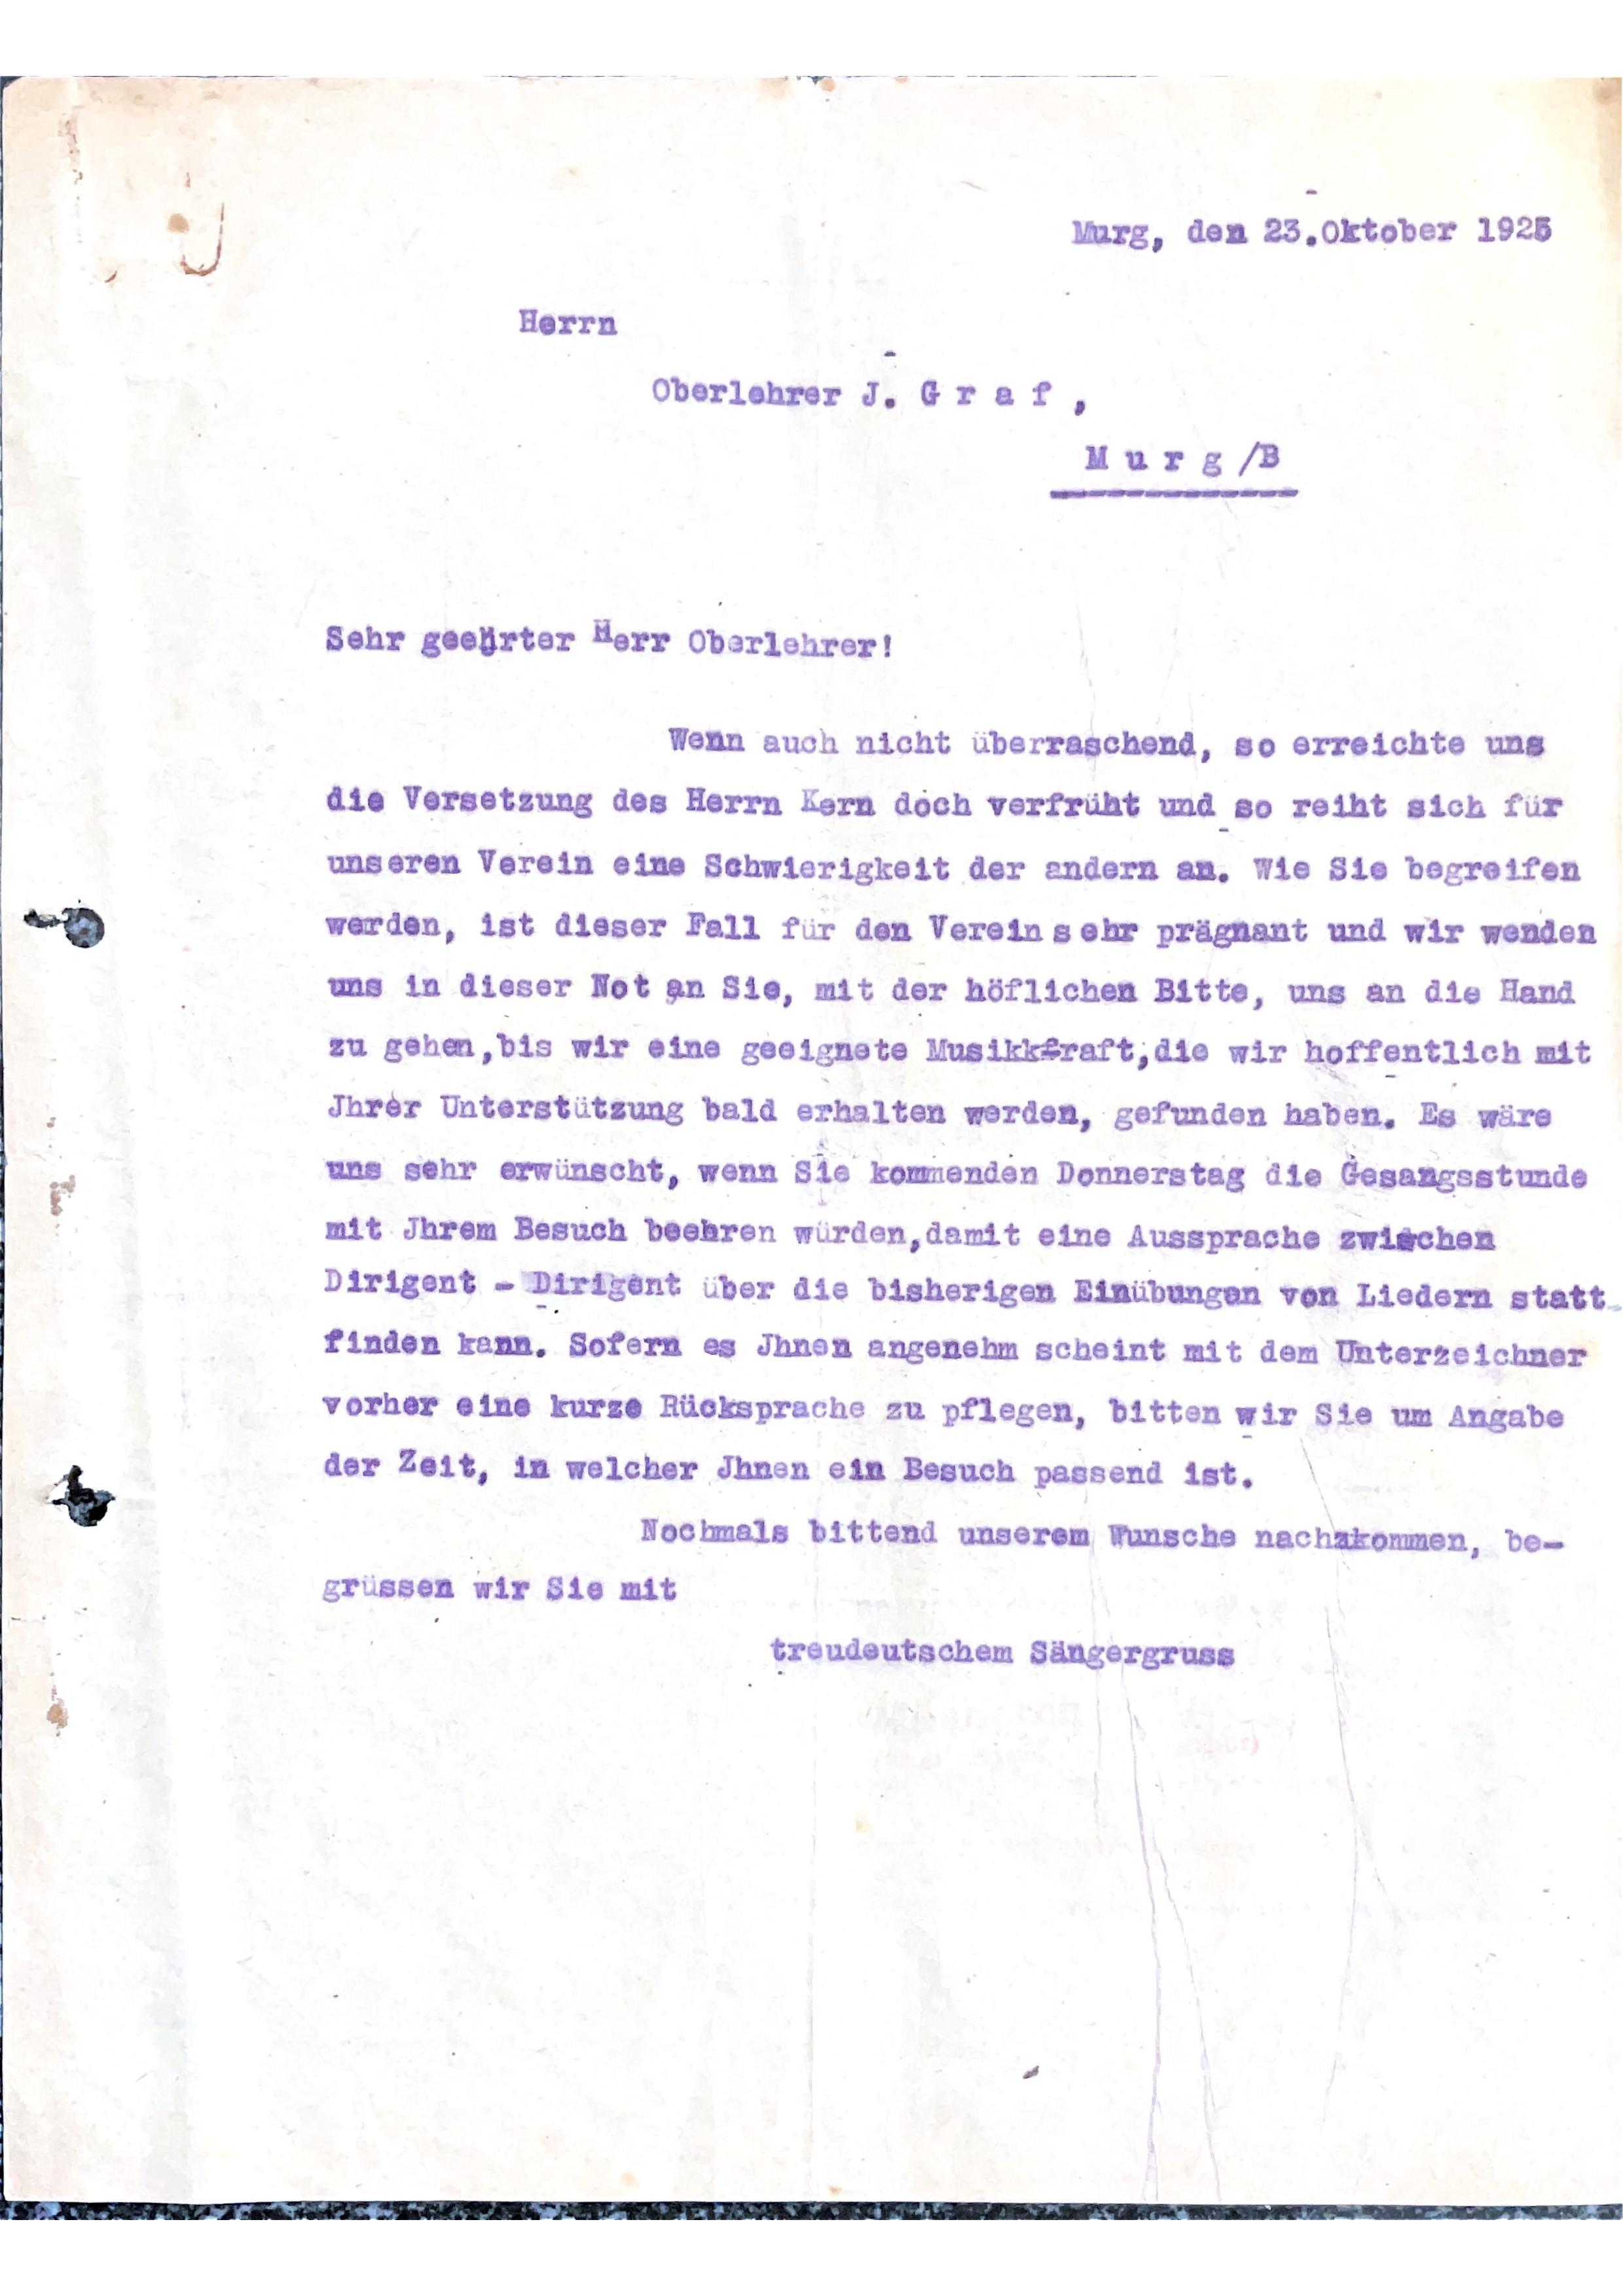 Murg, den 23.Oktober 1925
Herrn
Oberlehrer J. G r a f ,
M u r g /B
Sehr geehrter Herr Oberlehrer!
Wenn auch nicht überraschend, so erreichte uns
die Versetzung des Herrn Kern doch verfrüht und so reiht sich für
unseren Verein eine Schwierigkeit der andern an. Wie Sie begreifen
werden, ist dieser Fall für den Verein sehr prägnant und wir wenden
uns in dieser Not an Sie, mit der höflichen Bitte, uns an die Hand
zu gehen,bis wir eine geeignete Musikkraft,die wir hoffentlich mit
Jhrer Unterstützung bald erhalten werden, gefunden haben. Es wäre
uns sehr erwünscht, wenn Sie kommenden Donnerstag die Gesangsstunde
mit Jhrem Besuch beehren würden,damit eine Aussprache zwischen
Dirigent - Dirigent über die bisherigen Einübungen von Liedern statt-
finden kann. Sofern es Jhnen angenehm scheint mit dem Unterzeichner
vorher eine kurze Rücksprache zu pflegen, bitten wir Sie um Angabe
der Zeit, in welcher Jhnen ein Besuch passend ist.
Nochmals bittend unserem Wunsche nachzkommen, be-
grüssen wir Sie mit
treudeutschem Sängergruss